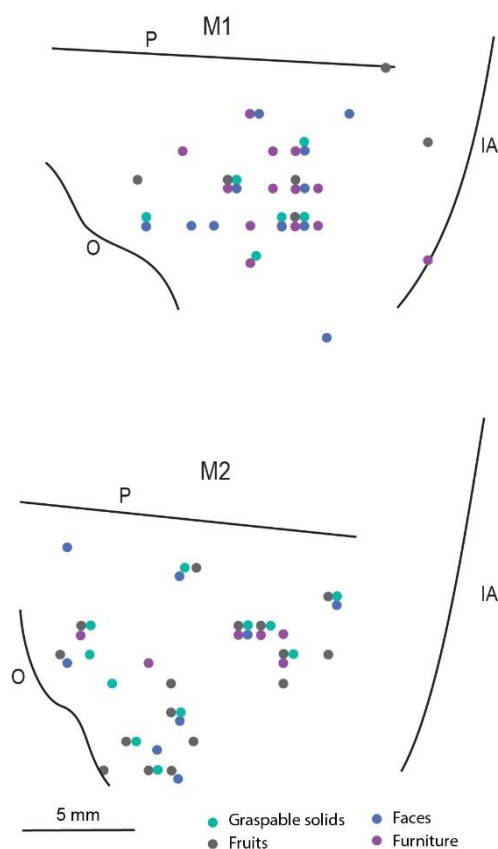 M1
P
IA
O
M2
P
IA
O
5 mm
Graspable solids
Faces
Fruits
Furniture